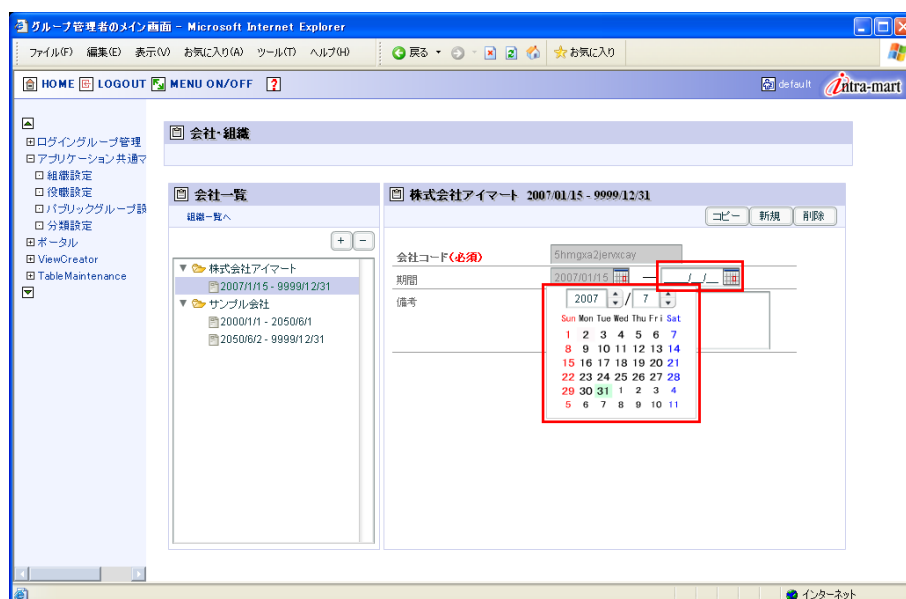 グループ管理者のメイン画面 - Microsoft Internet Explorer
ファイル(F) 編集(E) 表示(V) お気に入り(A) ツール(T) ヘルプ(H) 戻る お気に入り
HOME LOGOUT MENU ON/OFF ? default intra-mart
ログイングループ管理
アプリケーション共通マ
組織設定
役職設定
パブリックグループ設
分類設定
ポータル
ViewCreator
TableMaintenance
会社・組織
会社一覧
組織一覧へ
+ -
株式会社アイマート
2007/1/15 - 9999/12/31
サンプル会社
2000/1/1 - 2050/6/1
2050/6/2 - 9999/12/31
株式会社アイマート 2007/01/15 - 9999/12/31
コピー 新規 削除
会社コード(必須) 5hmgxa2jervxcay
期間 2007/01/15 — ____/__/__
備考
2007 / 7
Sun Mon Tue Wed Thu Fri Sat
1 2 3 4 5 6 7
8 9 10 11 12 13 14
15 16 17 18 19 20 21
22 23 24 25 26 27 28
29 30 31 1 2 3 4
5 6 7 8 9 10 11
インターネット